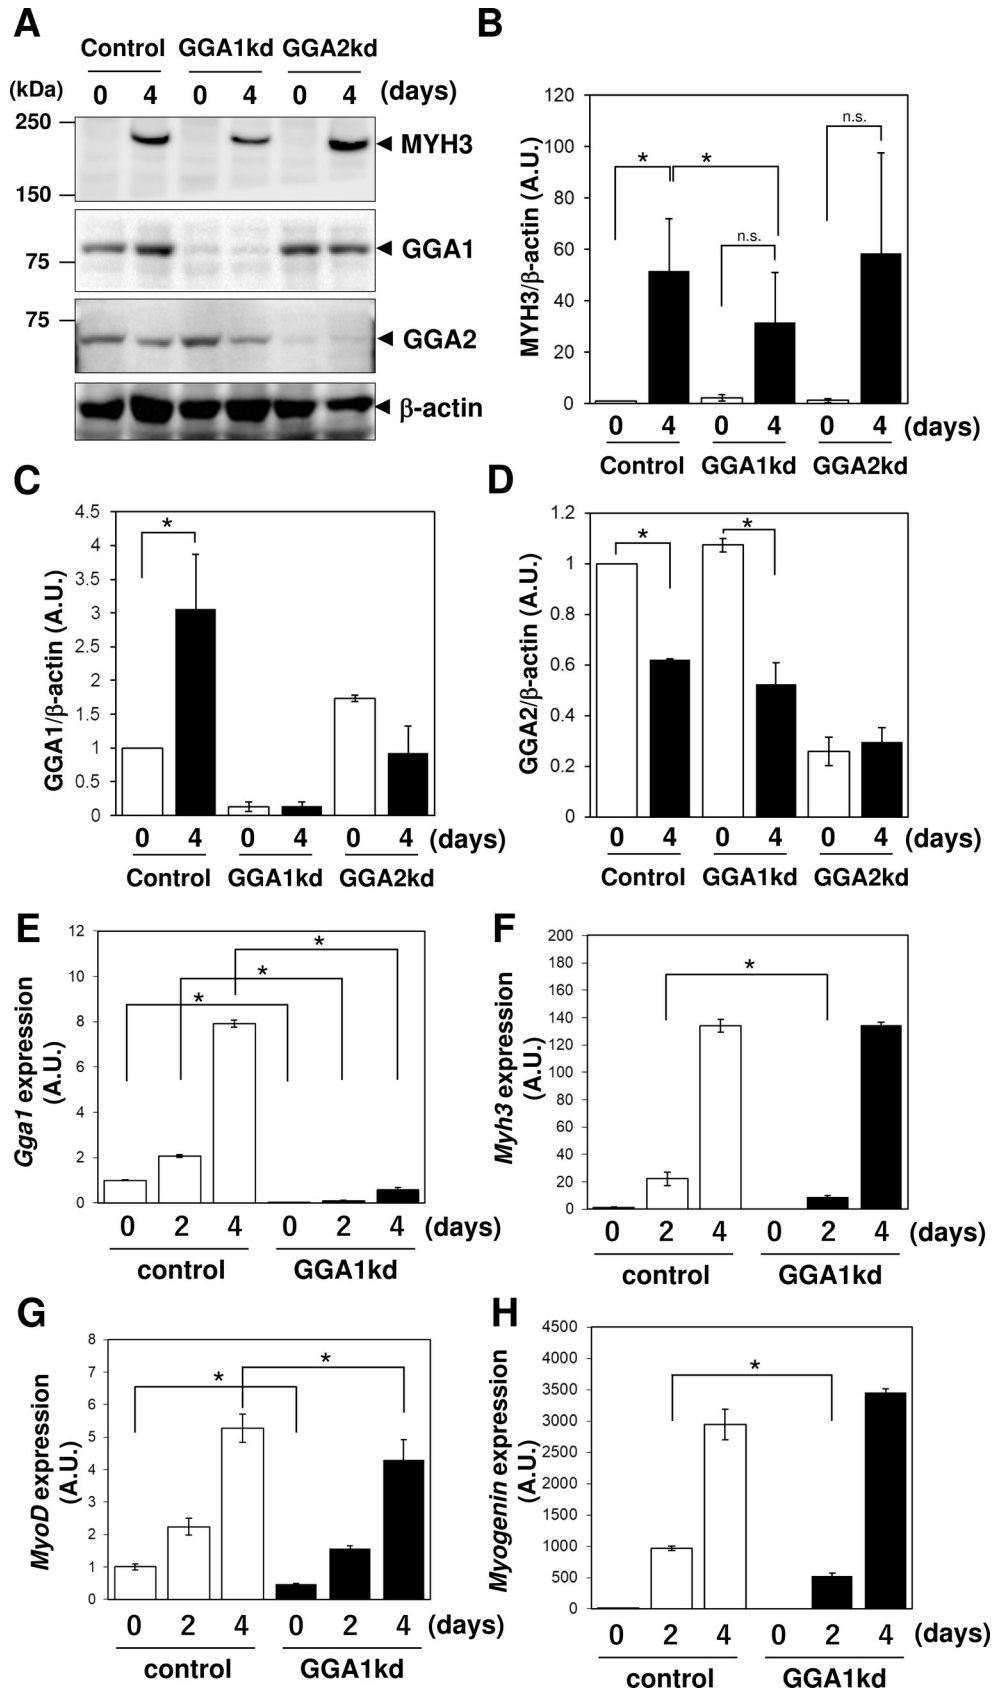 A
Control GGA1kd GGA2kd
(kDa) 0 4 0 4 0 4 (days)
250
MYH3
150
GGA1
75
75
GGA2
β-actin
B
MYH3/β-actin (A.U.)
120
100
80
60
40
20
0
* * n.s. n.s.
0 4 0 4 0 4 (days)
Control GGA1kd GGA2kd
C
GGA1/β-actin (A.U.)
4.5
4
3.5
3
2.5
2
1.5
1
0.5
0
*
0 4 0 4 0 4 (days)
Control GGA1kd GGA2kd
D
GGA2/β-actin (A.U.)
1.2
1
0.8
0.6
0.4
0.2
0
* *
0 4 0 4 0 4 (days)
Control GGA1kd GGA2kd
E
Gga1 expression
(A.U.)
12
10
8
6
4
2
0
* * *
0 2 4 0 2 4 (days)
control GGA1kd
F
Myh3 expression
(A.U.)
200
180
160
140
120
100
80
60
40
20
0
*
0 2 4 0 2 4 (days)
control GGA1kd
G
MyoD expression
(A.U.)
8
7
6
5
4
3
2
1
0
* *
0 2 4 0 2 4 (days)
control GGA1kd
H
Myogenin expression
(A.U.)
4500
4000
3500
3000
2500
2000
1500
1000
500
0
*
0 2 4 0 2 4 (days)
control GGA1kd